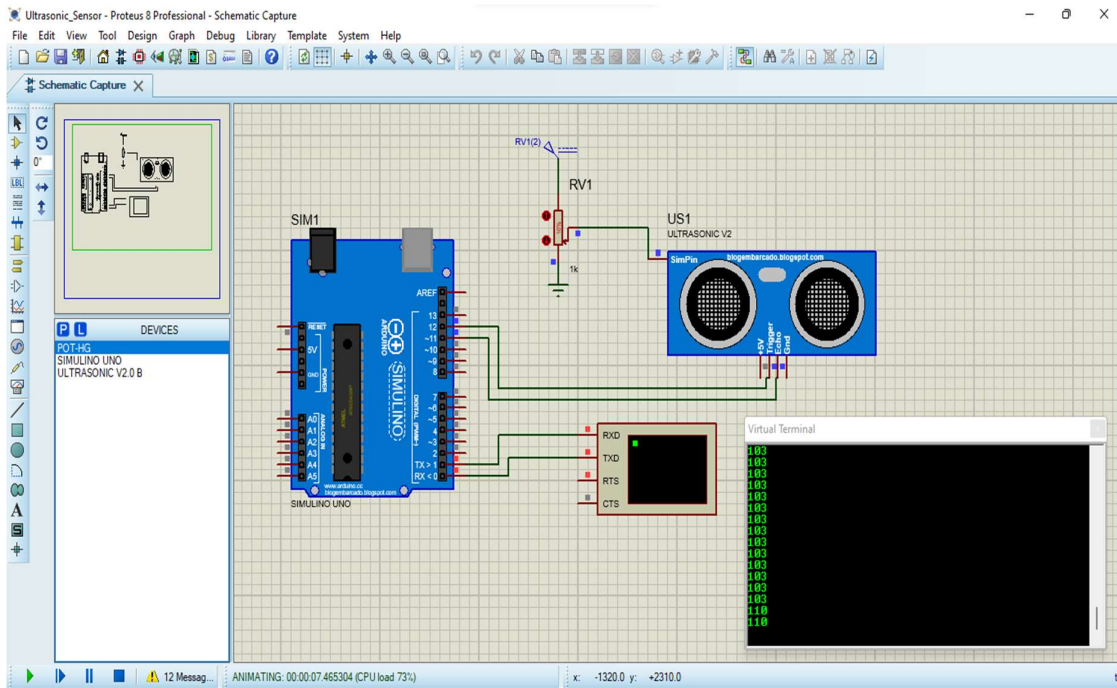 Ultrasonic_Sensor - Proteus 8 Professional - Schematic Capture
File Edit View Tool Design Graph Debug Library Template System Help
Schematic Capture
0°
LBL
P L DEVICES
POT-HG
SIMULINO UNO
ULTRASONIC V2.0 B
RV1(2)
RV1
1k
SIM1
US1
ULTRASONIC V2
SimPin
blogembarcado.blogspot.com
+5V
Trigger
Echo
Gnd
AREF
13
12
~11
~10
~9
8
7
~6
~5
4
~3
2
TX > 1
RX < 0
RESET
5V
GND
POWER
ANALOG IN
A0
A1
A2
A3
A4
A5
ARDUINO
SIMULINO
DIGITAL (PWM~)
www.arduino.cc
blogembarcado.blogspot.com
SIMULINO UNO
RXD
TXD
RTS
CTS
Virtual Terminal
103
103
103
103
103
103
103
103
103
103
103
103
103
103
110
110
12 Messag...
ANIMATING: 00:00:07.465304 (CPU load 73%)
x: -1320.0 y: +2310.0